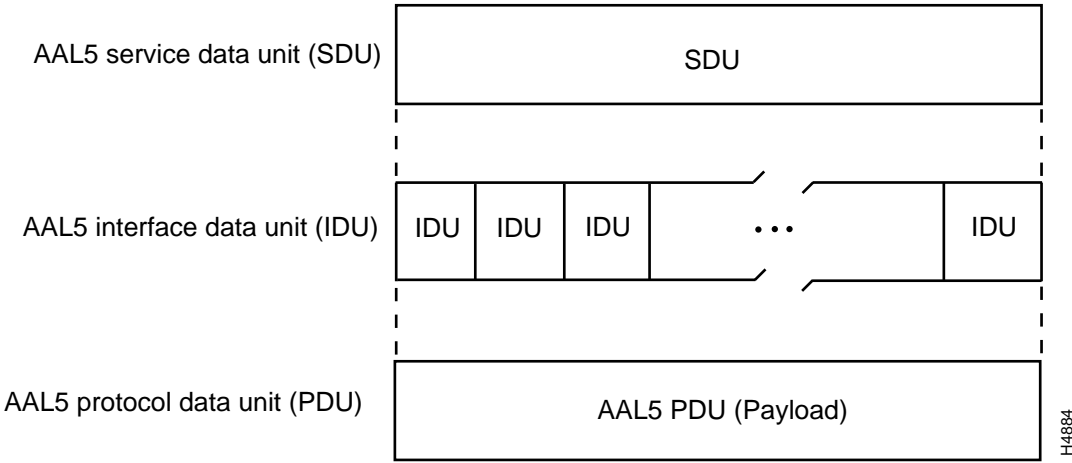 AAL5 service data unit (SDU)
SDU
AAL5 interface data unit (IDU)
IDU
IDU
IDU
...
IDU
AAL5 protocol data unit (PDU)
AAL5 PDU (Payload)
H4884